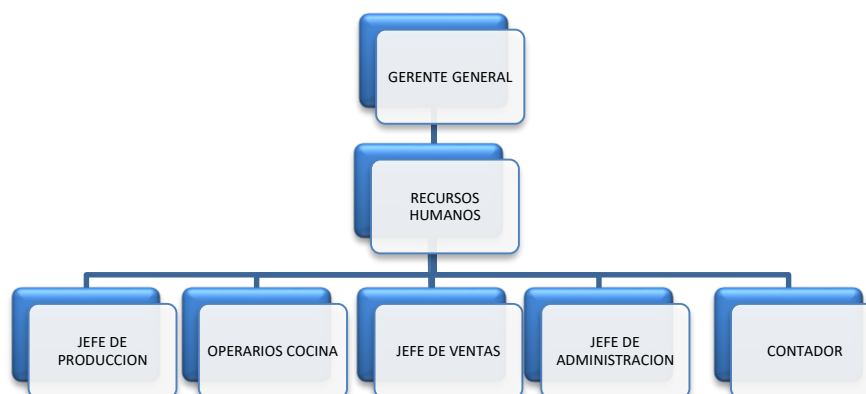 GERENTE GENERAL
RECURSOS
HUMANOS
JEFE DE
PRODUCCION
OPERARIOS COCINA
JEFE DE VENTAS
JEFE DE
ADMINISTRACION
CONTADOR